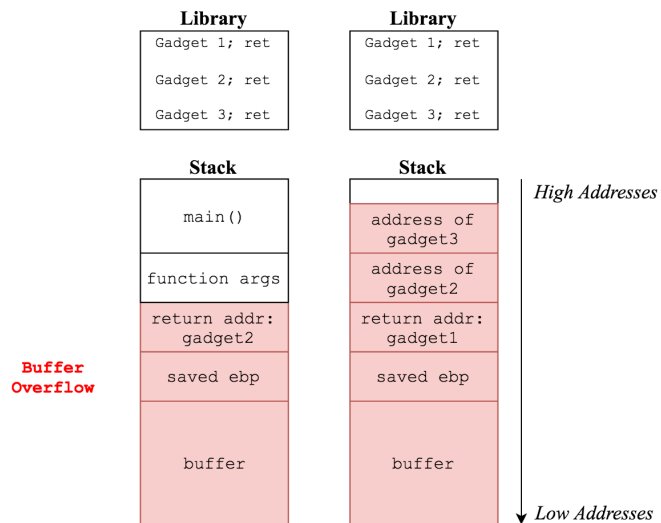 Library
Gadget 1; ret
Gadget 2; ret
Gadget 3; ret
Library
Gadget 1; ret
Gadget 2; ret
Gadget 3; ret
Stack
main()
function args
return addr:
gadget2
saved ebp
buffer
Buffer
Overflow
Stack
address of
gadget3
address of
gadget2
return addr:
gadget1
saved ebp
buffer
High Addresses
Low Addresses